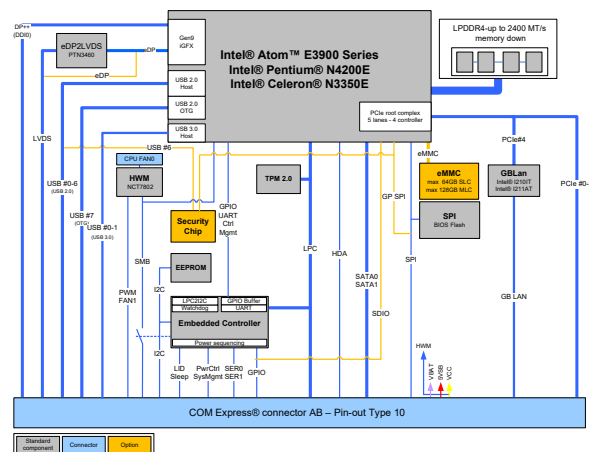 DP++
(DDI0)
eDP2LVDS
PTN3460
eDP
eDP
Gen9
iGFX
USB 2.0
Host
USB 2.0
OTG
USB 3.0
Host
Intel® Atom™ E3900 Series
Intel® Pentium® N4200E
Intel® Celeron® N3350E
PCIe root complex
5 lanes - 4 controller
LPDDR4-up to 2400 MT/s
memory down
LVDS
USB #0-6
(USB 2.0)
USB #7
(OTG)
USB #0-1
(USB 3.0)
USB #6
CPU FAN0
HWM
NCT7802
Security
Chip
EEPROM
TPM 2.0
GPIO
UART
Ctrl
Mgmt
LPC
HDA
SATA0
SATA1
GP SPI
SDIO
SPI
eMMC
eMMC
max 64GB SLC
max 128GB MLC
SPI
BIOS Flash
PCIe#4
GBLan
Intel® I210IT
Intel® I211AT
GB LAN
PCIe #0-
PWM
FAN1
SMB
I2C
I2C
LPC2I2C
GPIO Buffer
Watchdog
UART
Embedded Controller
Power sequencing
LID
Sleep
PwrCtrl
SysMgmt
SER0
SER1
GPIO
HWM
VBAT
5VSB
VCC
COM Express® connector AB – Pin-out Type 10
Standard
component
Connector
Option